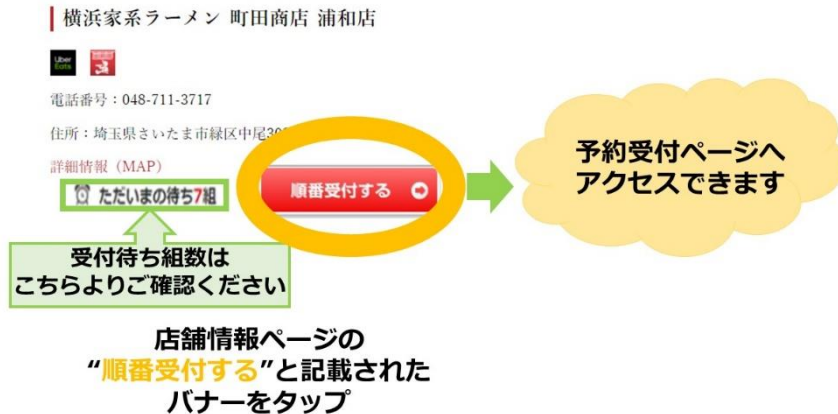 横浜家系ラーメン 町田商店 浦和店
Uber Eats
電話番号：048-711-3717
住所：埼玉県さいたま市緑区中尾
詳細情報（MAP）
ただいまの待ち7組
順番受付する
予約受付ページへ
アクセスできます
受付待ち組数は
こちらよりご確認ください
店舗情報ページの
“順番受付する”と記載された
バナーをタップ